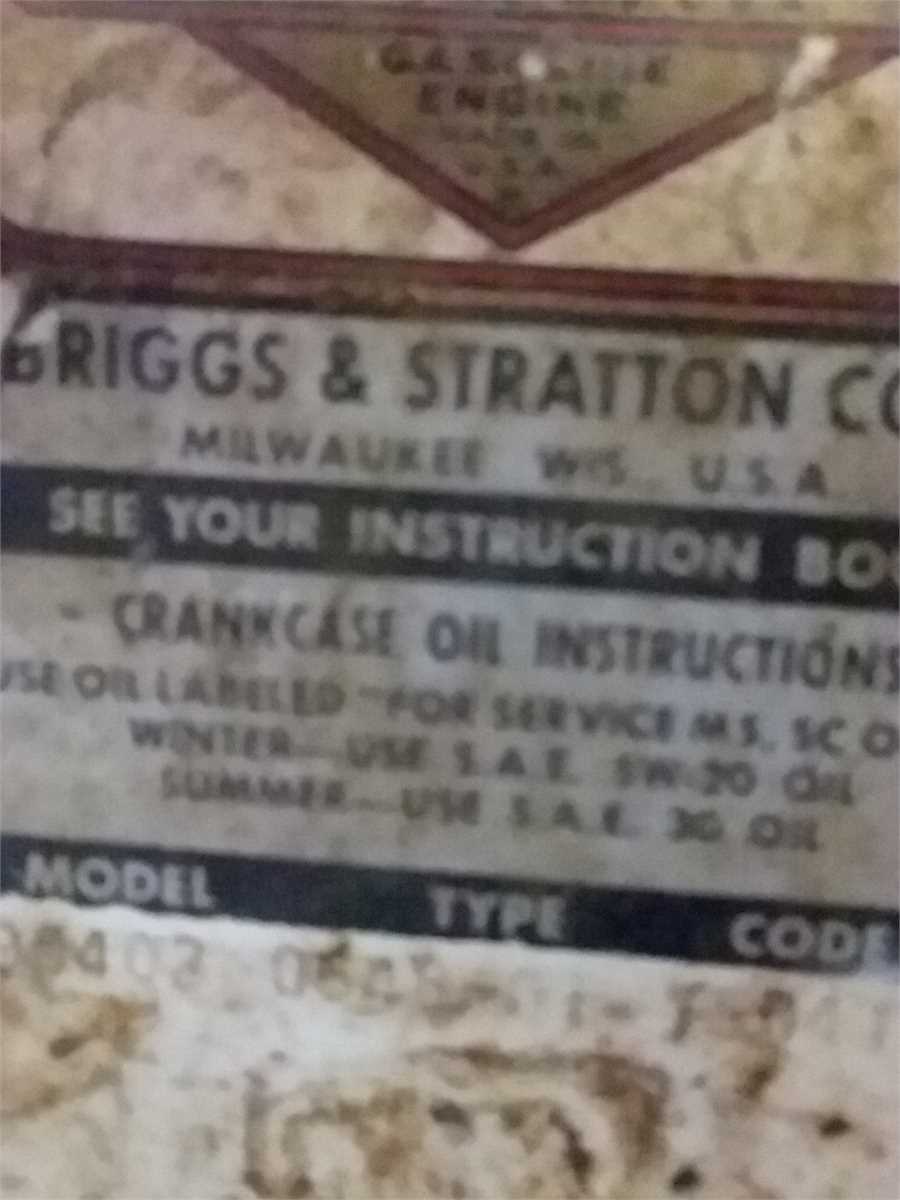 GASOLINE
ENGINE
MADE IN
U.S.A.
BRIGGS & STRATTON CO
MILWAUKEE WIS. U.S.A.
SEE YOUR INSTRUCTION BOO
- CRANKCASE OIL INSTRUCTIONS
USE OIL LABELED "FOR SERVICE MS, SC O
WINTER—USE S.A.E. 5W-20 OIL
SUMMER—USE S.A.E. 30 OIL
MODEL TYPE CODE